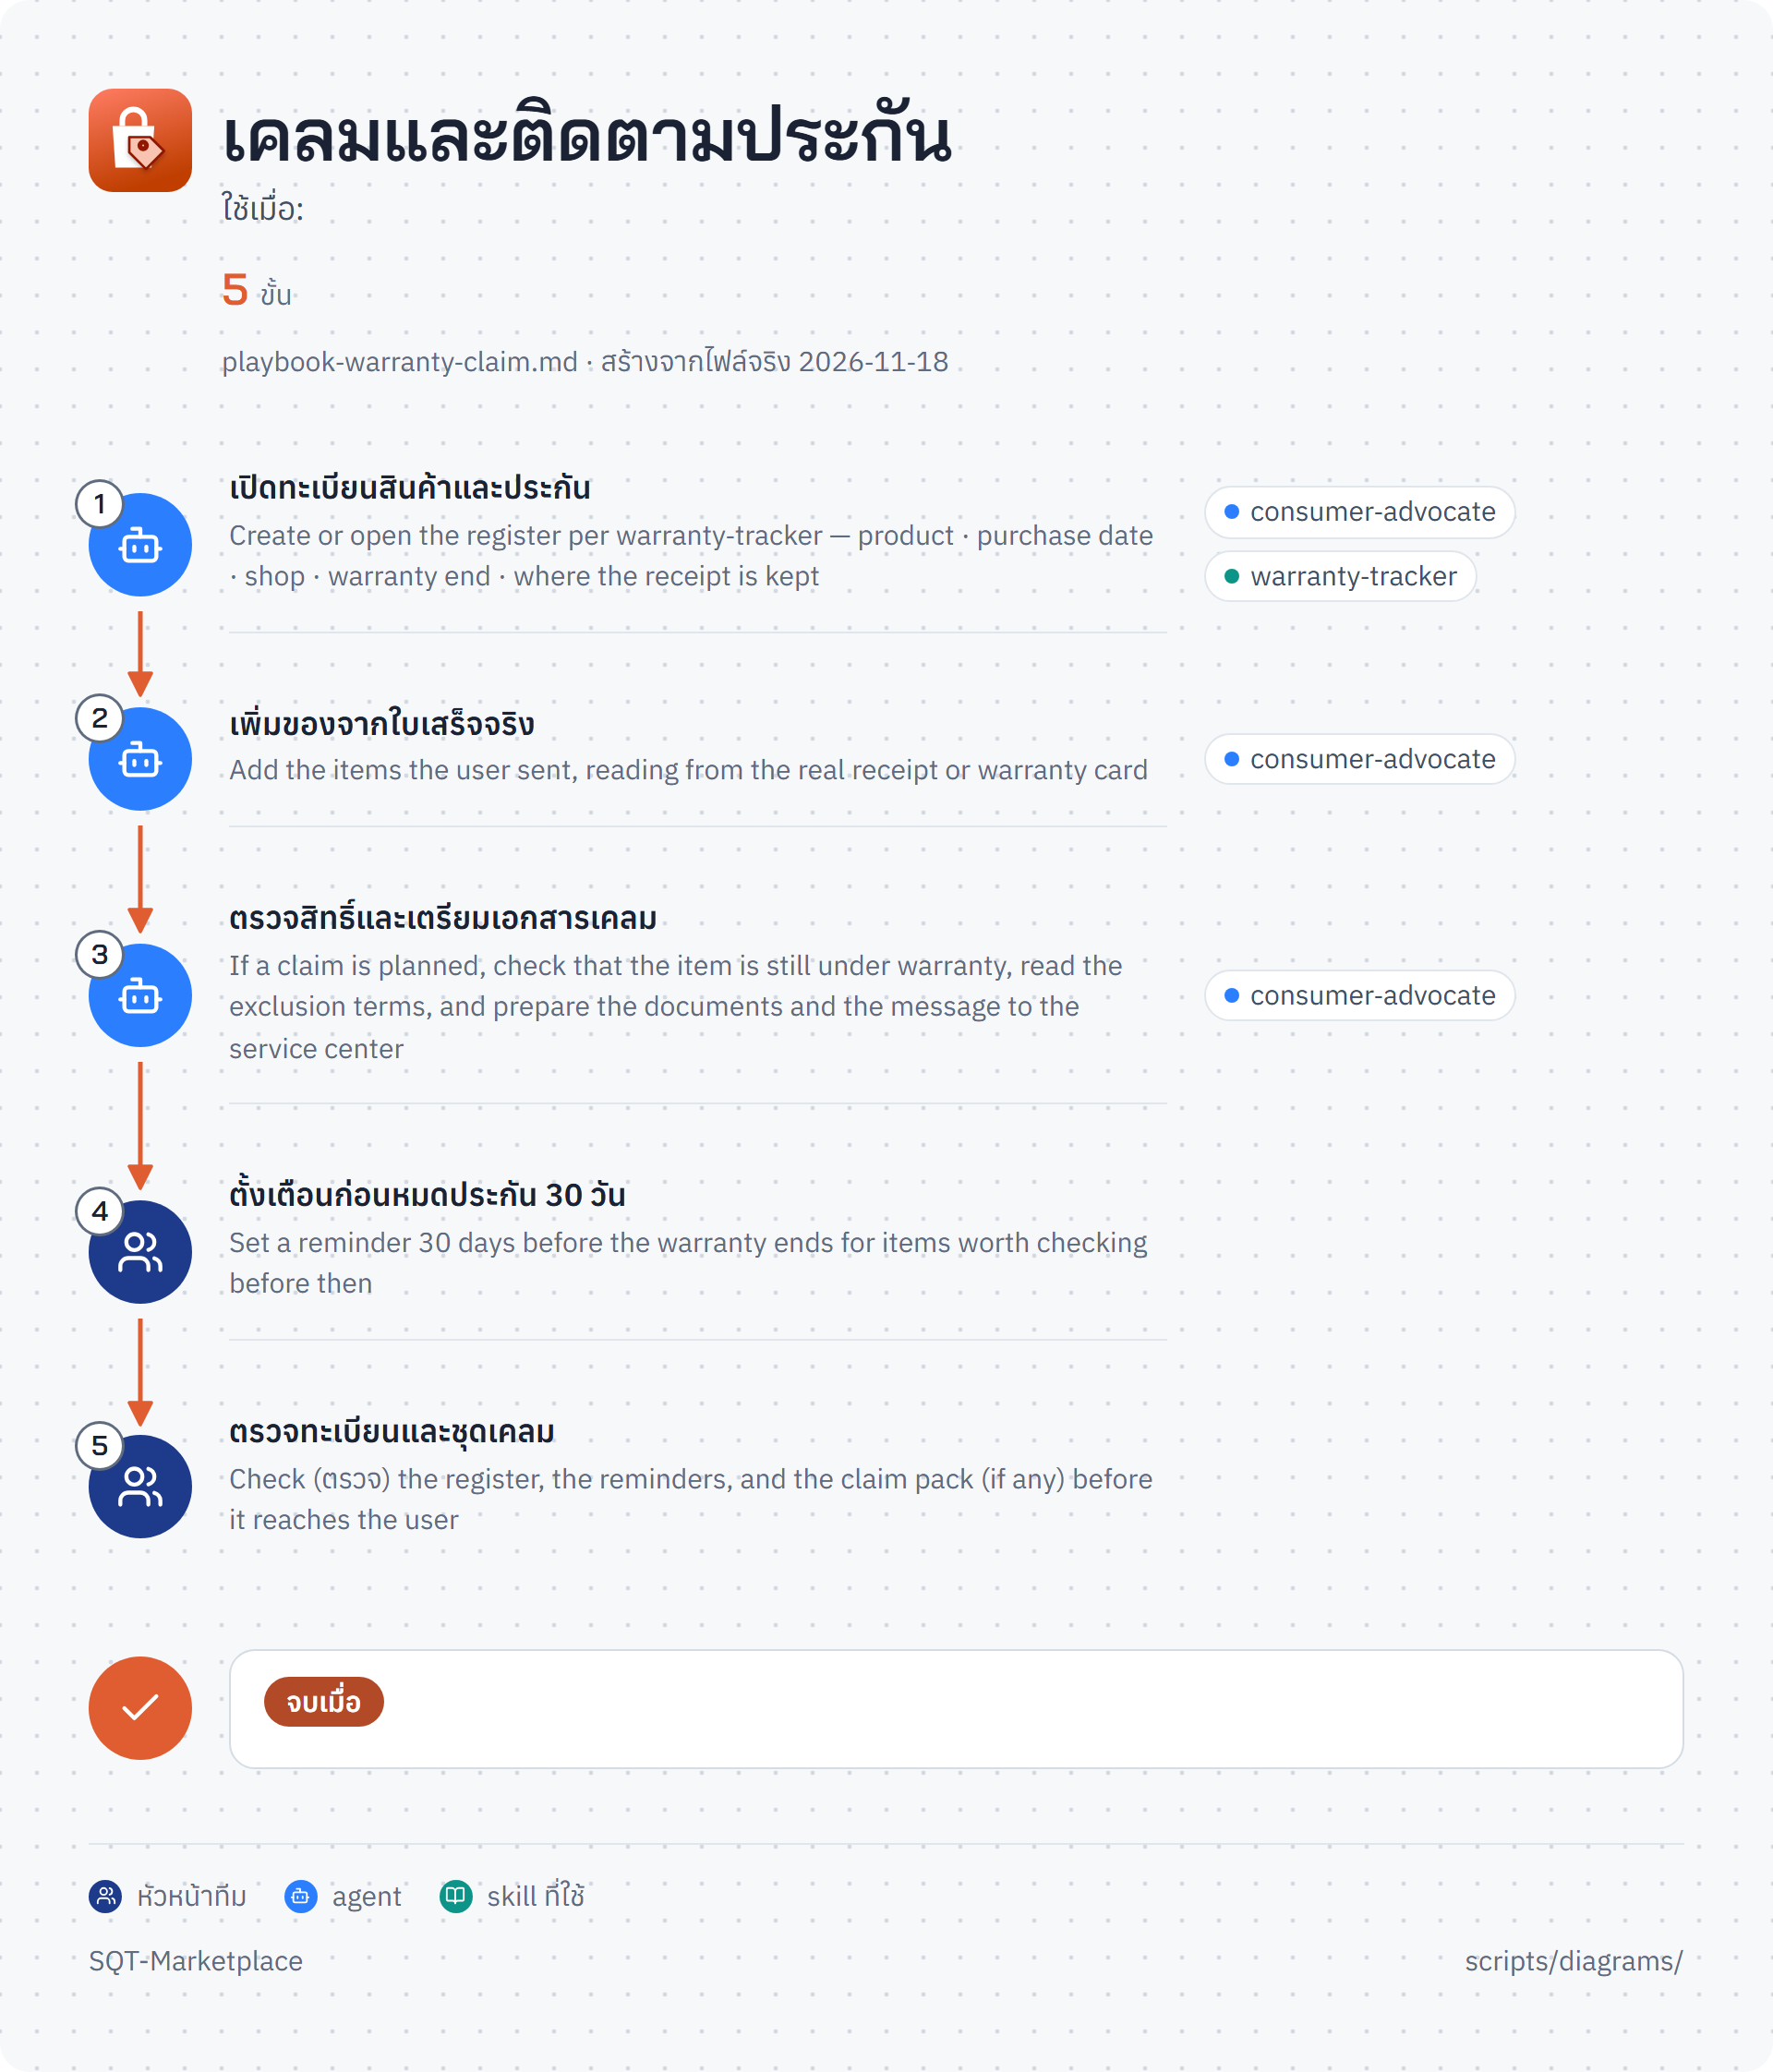 เคลมและติดตามประกัน
ใช้เมื่อ:
5 ขั้น
playbook-warranty-claim.md · สร้างจากไฟล์จริง 2026-11-18
1
เปิดทะเบียนสินค้าและประกัน
Create or open the register per warranty-tracker — product · purchase date
· shop · warranty end · where the receipt is kept
consumer-advocate
warranty-tracker
2
เพิ่มของจากใบเสร็จจริง
Add the items the user sent, reading from the real receipt or warranty card
consumer-advocate
3
ตรวจสิทธิ์และเตรียมเอกสารเคลม
If a claim is planned, check that the item is still under warranty, read the
exclusion terms, and prepare the documents and the message to the
service center
consumer-advocate
4
ตั้งเตือนก่อนหมดประกัน 30 วัน
Set a reminder 30 days before the warranty ends for items worth checking
before then
5
ตรวจทะเบียนและชุดเคลม
Check (ตรวจ) the register, the reminders, and the claim pack (if any) before
it reaches the user
จบเมื่อ
หัวหน้าทีม agent skill ที่ใช้
SQT-Marketplace scripts/diagrams/